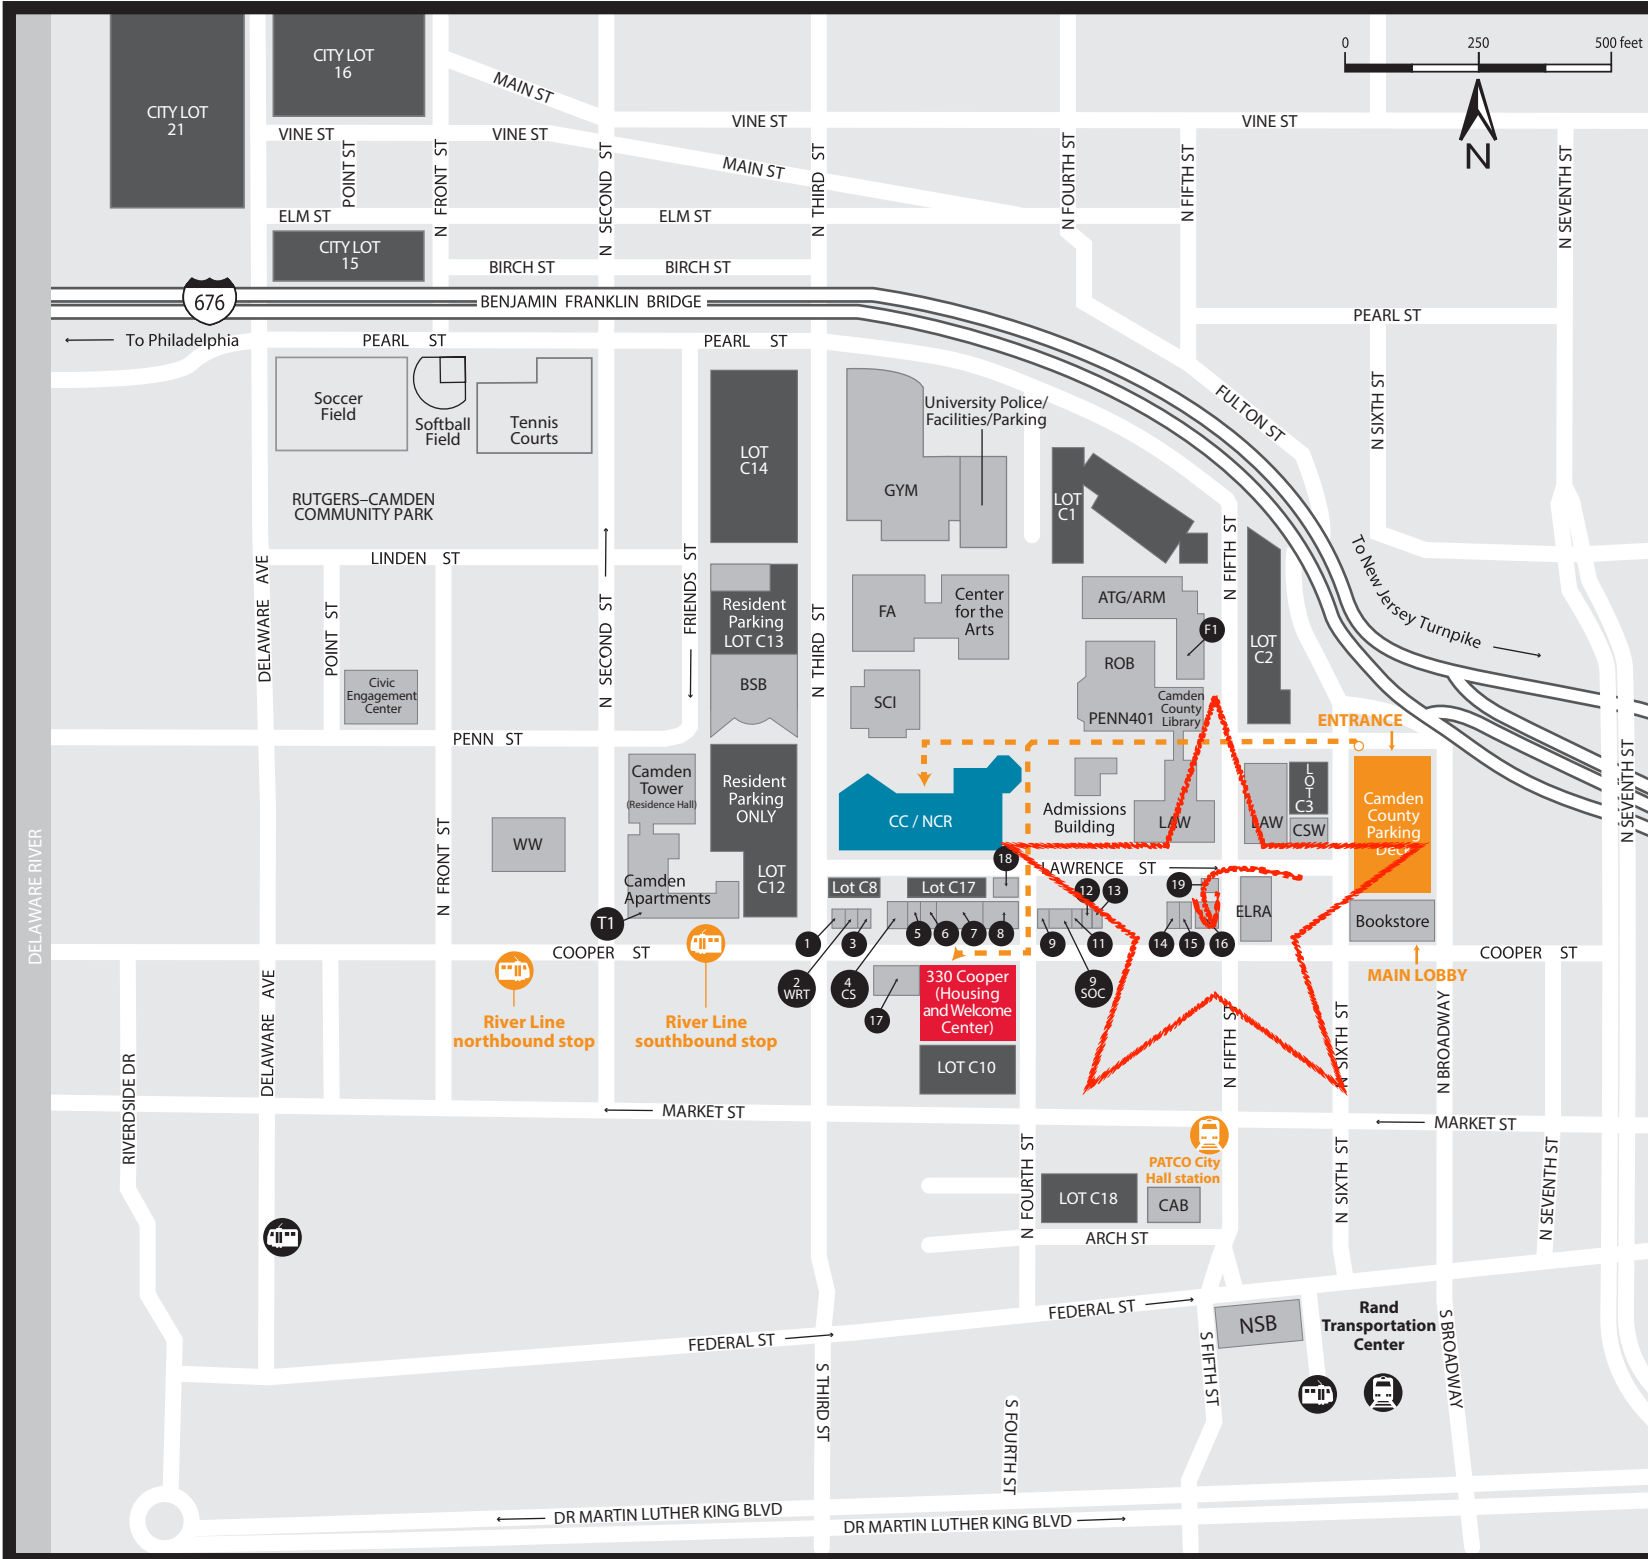 0 250 500 feet
N
CITY LOT
16
CITY LOT
21
MAIN ST
VINE ST
VINE ST
VINE ST
VINE ST
MAIN ST
POINT ST
N FRONT ST
N SECOND ST
N THIRD ST
N FOURTH ST
N FIFTH ST
N SEVENTH ST
ELM ST
ELM ST
CITY LOT
15
BIRCH ST
BIRCH ST
676
BENJAMIN FRANKLIN BRIDGE
To Philadelphia
PEARL ST
PEARL ST
PEARL ST
Soccer
Field
Softball
Field
Tennis
Courts
RUTGERS–CAMDEN
COMMUNITY PARK
LOT
C14
University Police/
Facilities/Parking
GYM
LOT
C1
FULTON ST
N SIXTH ST
To New Jersey Turnpike
LINDEN ST
DELAWARE AVE
POINT ST
N SECOND ST
FRIENDS ST
Resident
Parking
LOT C13
BSB
N THIRD ST
FA
Center
for the
Arts
SCI
ATG/ARM
F1
ROB
PENN401
Camden
County
Library
N FIFTH ST
LOT
C2
Civic
Engagement
Center
PENN ST
ENTRANCE
Camden
Tower
(Residence Hall)
Resident
Parking
ONLY
LOT
C12
WW
Camden
Apartments
T1
N FRONT ST
DELAWARE RIVER
CC / NCR
Admissions
Building
LAW
LAW
LOT
C3
CSW
Camden
County
Parking
Deck
N SEVENTH ST
LAWRENCE ST
18
Lot C8
Lot C17
12
13
19
ELRA
Bookstore
1
3
5
6
7
8
9
11
14
15
16
COOPER ST
COOPER ST
MAIN LOBBY
2
WRT
4
CS
17
330 Cooper
(Housing
and Welcome
Center)
9
SOC
River Line
northbound stop
River Line
southbound stop
LOT C10
DELAWARE AVE
RIVERDSIDE DR
N FIFTH ST
N SIXTH ST
N BROADWAY
MARKET ST
MARKET ST
PATCO City
Hall station
N FOURTH ST
LOT C18
CAB
N SIXTH ST
N SEVENTH ST
ARCH ST
FEDERAL ST
FEDERAL ST
NSB
Rand
Transportation
Center
S THIRD ST
S FOURTH ST
S FIFTH ST
S BROADWAY
DR MARTIN LUTHER KING BLVD
DR MARTIN LUTHER KING BLVD